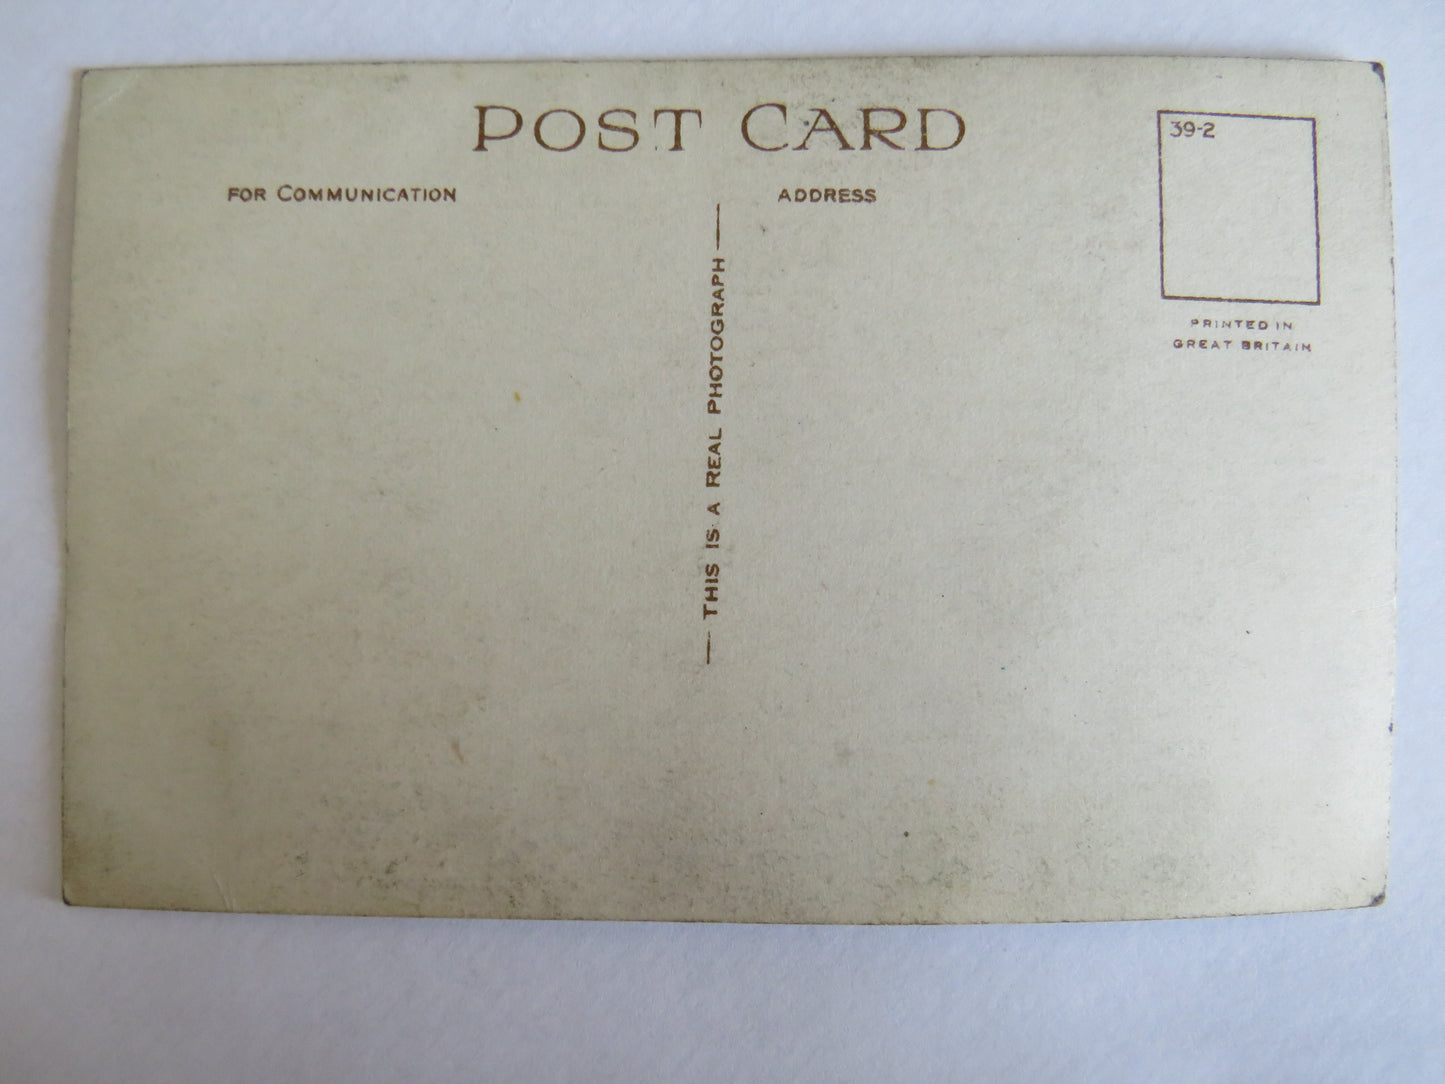 POST CARD
FOR COMMUNICATION
ADDRESS
39-2
PRINTED IN
GREAT BRITAIN
— THIS IS A REAL PHOTOGRAPH —